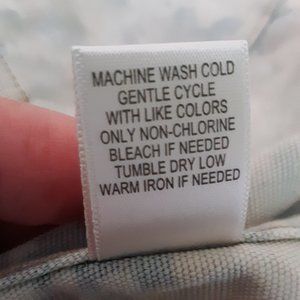 MACHINE WASH COLD
GENTLE CYCLE
WITH LIKE COLORS
ONLY NON-CHLORINE
BLEACH IF NEEDED
TUMBLE DRY LOW
WARM IRON IF NEEDED